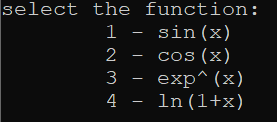 select the function:
1 - sin(x)
2 - cos(x)
3 - exp^(x)
4 - ln(1+x)